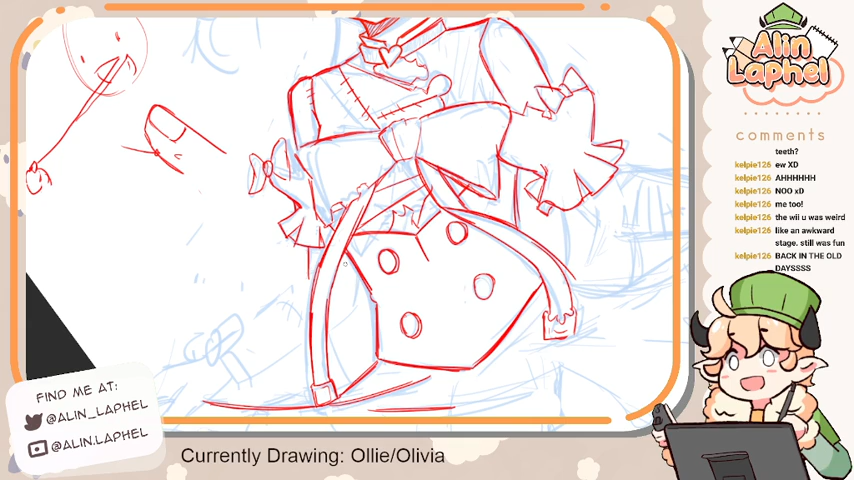 Alin
Laphel
comments
teeth?
kelpie126 ew XD
kelpie126 AHHHHHH
kelpie126 NOO xD
kelpie126 me too!
kelpie126 the wii u was weird
kelpie126 like an awkward
stage. still was fun
kelpie126 BACK IN THE OLD
DAYSSSS
FIND ME AT:
@ALIN_LAPHEL
@ALIN.LAPHEL
Currently Drawing: Ollie/Olivia